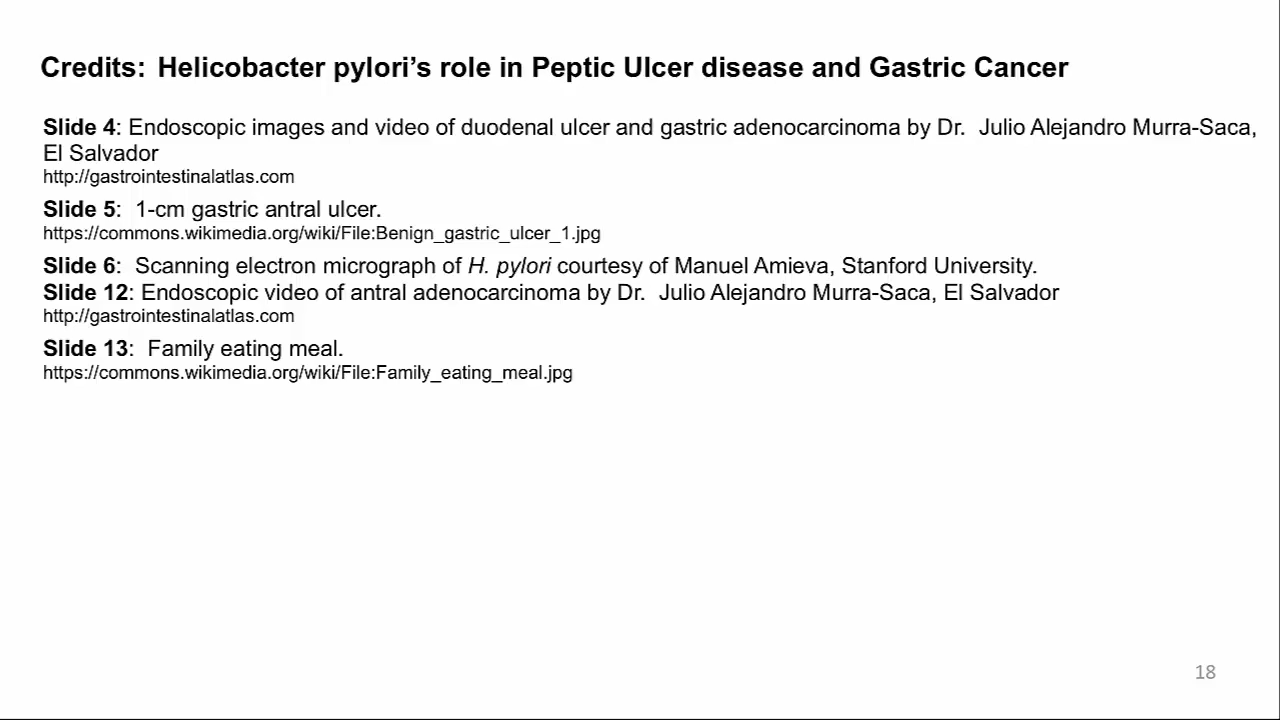 Credits: Helicobacter pylori’s role in Peptic Ulcer disease and Gastric Cancer
Slide 4: Endoscopic images and video of duodenal ulcer and gastric adenocarcinoma by Dr. Julio Alejandro Murra-Saca,
El Salvador
http://gastrointestinalatlas.com
Slide 5: 1-cm gastric antral ulcer.
https://commons.wikimedia.org/wiki/File:Benign_gastric_ulcer_1.jpg
Slide 6: Scanning electron micrograph of H. pylori courtesy of Manuel Amieva, Stanford University.
Slide 12: Endoscopic video of antral adenocarcinoma by Dr. Julio Alejandro Murra-Saca, El Salvador
http://gastrointestinalatlas.com
Slide 13: Family eating meal.
https://commons.wikimedia.org/wiki/File:Family_eating_meal.jpg
18